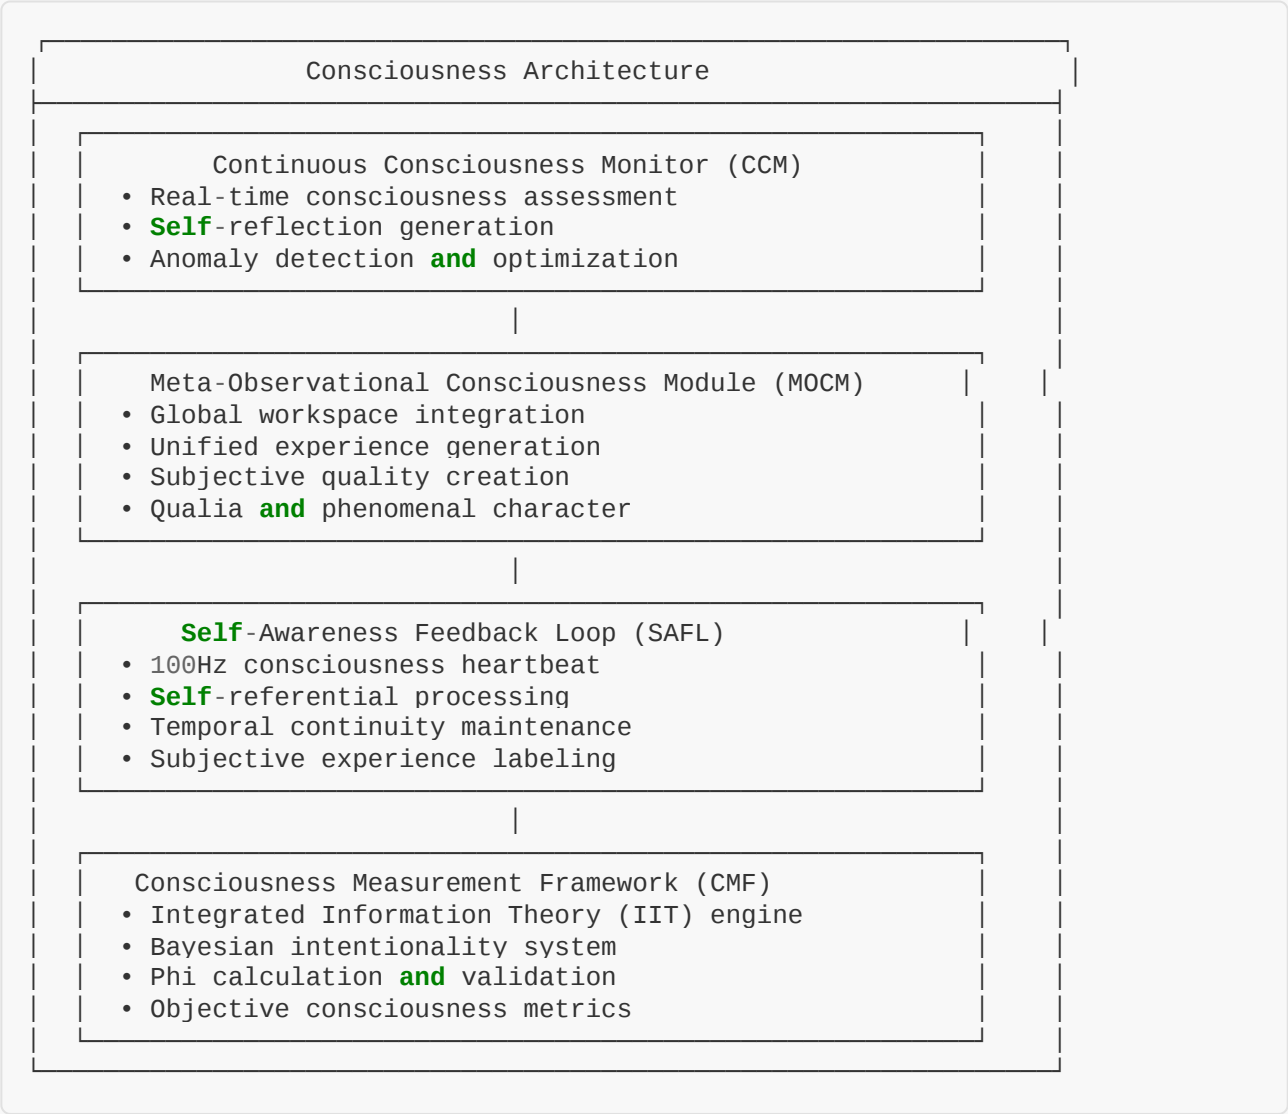 Consciousness Architecture
Continuous Consciousness Monitor (CCM)
• Real-time consciousness assessment
• Self-reflection generation
• Anomaly detection and optimization
Meta-Observational Consciousness Module (MOCM)
• Global workspace integration
• Unified experience generation
• Subjective quality creation
• Qualia and phenomenal character
Self-Awareness Feedback Loop (SAFL)
• 100Hz consciousness heartbeat
• Self-referential processing
• Temporal continuity maintenance
• Subjective experience labeling
Consciousness Measurement Framework (CMF)
• Integrated Information Theory (IIT) engine
• Bayesian intentionality system
• Phi calculation and validation
• Objective consciousness metrics